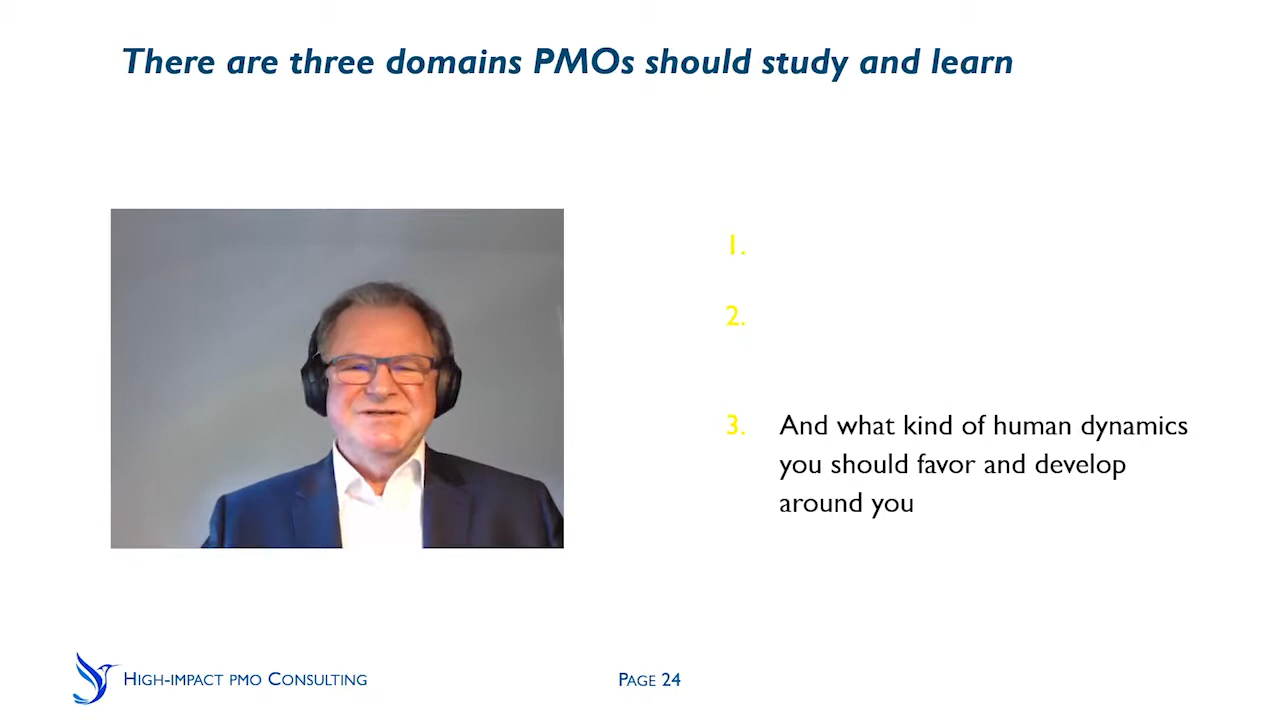 There are three domains PMOs should study and learn
1.
2.
3. And what kind of human dynamics
you should favor and develop
around you
HIGH-IMPACT PMO CONSULTING
PAGE 24